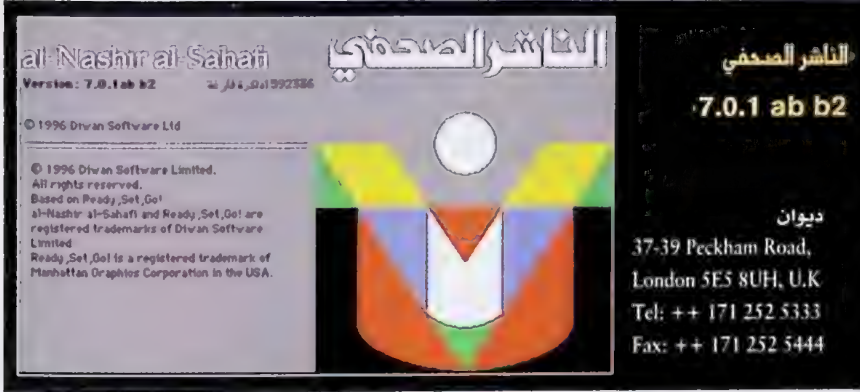 al-Nashir al-Sahafi
الناشر الصحفي
Version: 7.0.1ab b2
1992386
© 1996 Diwan Software Ltd
© 1996 Diwan Software Limited.
All rights reserved.
Based on Ready,Set,Go!
al-Nashir al-Sahafi and Ready,Set,Go! are
registered trademarks of Diwan Software
Limited
Ready,Set,Go! is a registered trademark of
Manhattan Graphics Corporation in the USA.
الناشر الصحفي
7.0.1 ab b2
ديوان
37-39 Peckham Road,
London SE5 8UH, U.K
Tel: ++ 171 252 5333
Fax: ++ 171 252 5444